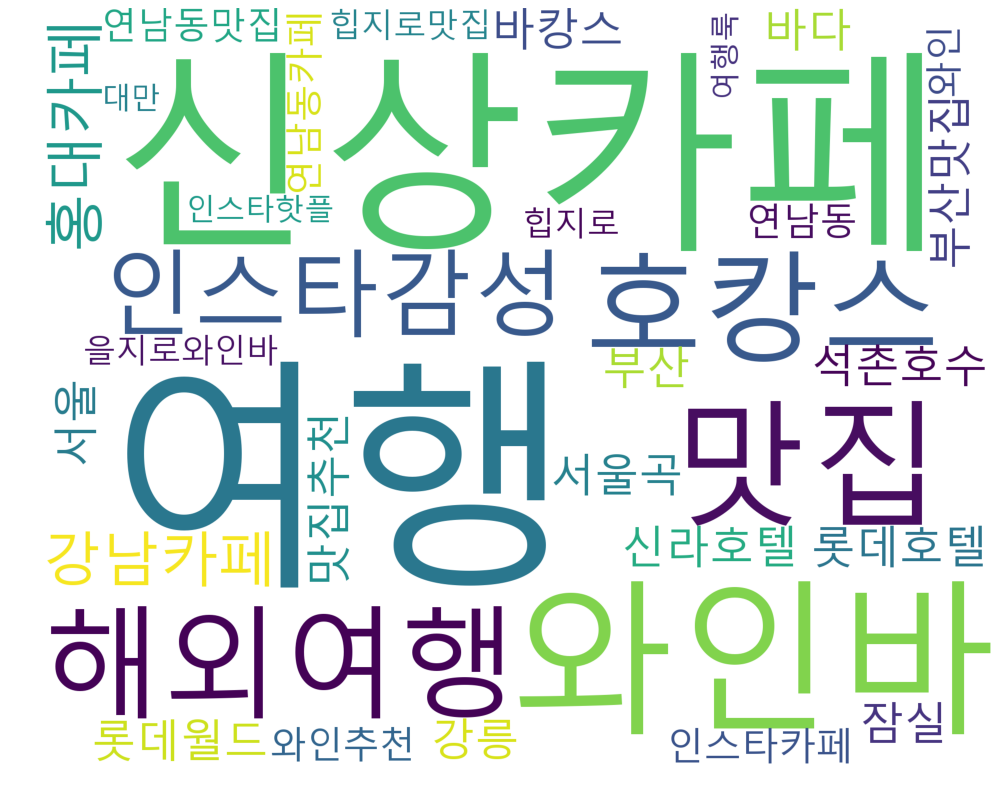 연남동맛집
힙지로맛집
바캉스
여행룩
바다
와인
홍대카페
대만
연남동카페
신상카페
부산맛집
인스타핫플
힙지로
연남동
인스타감성
호캉스
을지로와인바
부산
석촌호수
서울
여행
맛집추천
서울곡
맛집
강남카페
신라호텔
롯데호텔
해외여행
와인바
롯데월드
와인추천
강릉
인스타카페
잠실